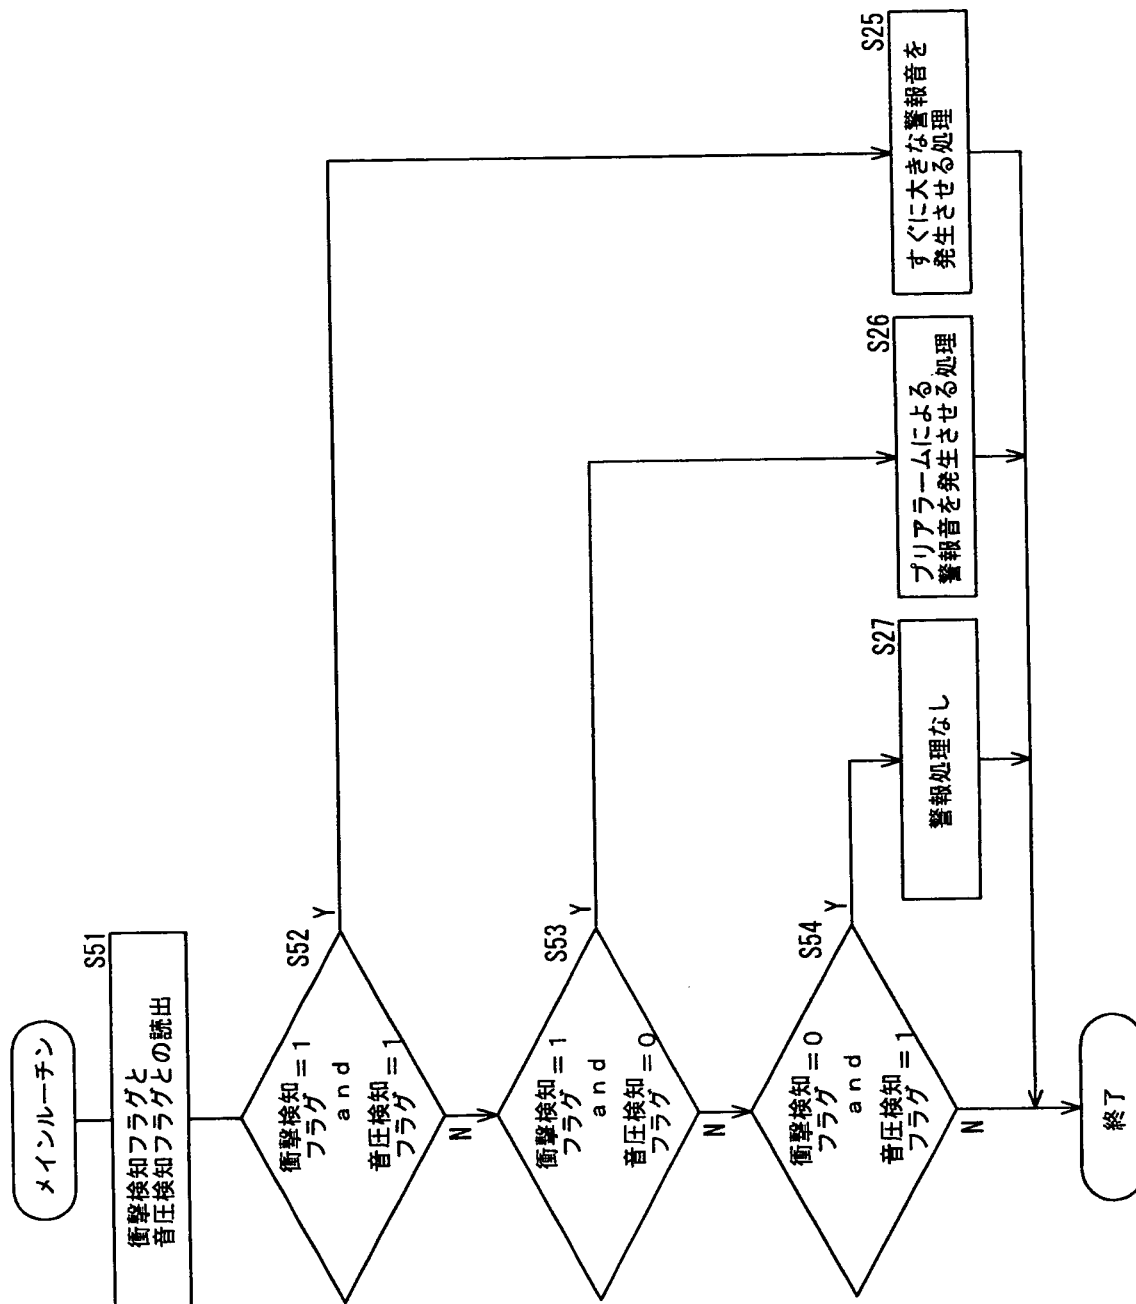 メインルーチン
S51
衝撃検知フラグと
音圧検知フラグとの読出
S52
衝撃検知
フラグ=1
and
音圧検知
フラグ=1
Y
N
S53
衝撃検知
フラグ=1
and
音圧検知
フラグ=0
Y
N
S54
衝撃検知
フラグ=0
and
音圧検知
フラグ=1
Y
N
S25
すぐに大きな警報音を
発生させる処理
S26
プリアラームによる
警報音を発生させる処理
S27
警報処理なし
終了